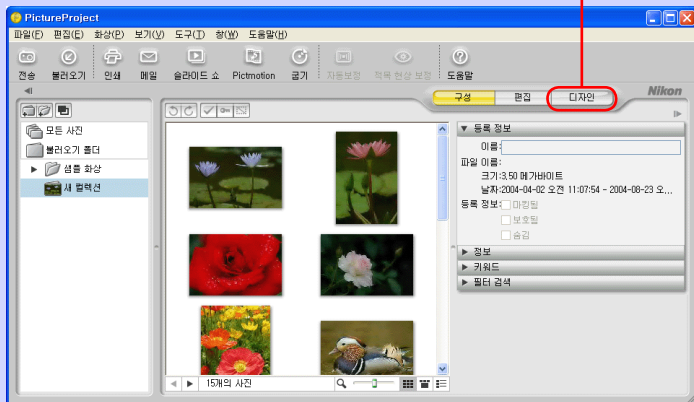 PictureProject
파일(F) 편집(E) 화상(P) 보기(V) 도구(T) 창(W) 도움말(H)
전송 불러오기 인쇄 메일 슬라이드 쇼 Pictmotion 굽기 자동보정 적목 현상 보정 도움말
구성 편집 디자인 Nikon
모든 사진
불러오기 폴더
샘플 화상
새 컬렉션
15개의 사진
등록 정보
이름:
파일 이름:
크기:3,50 메가바이트
날짜:2004-04-02 오전 11:07:54 - 2004-08-23 오...
등록 정보: 마킹됨
보호됨
숨김
정보
키워드
필터 검색